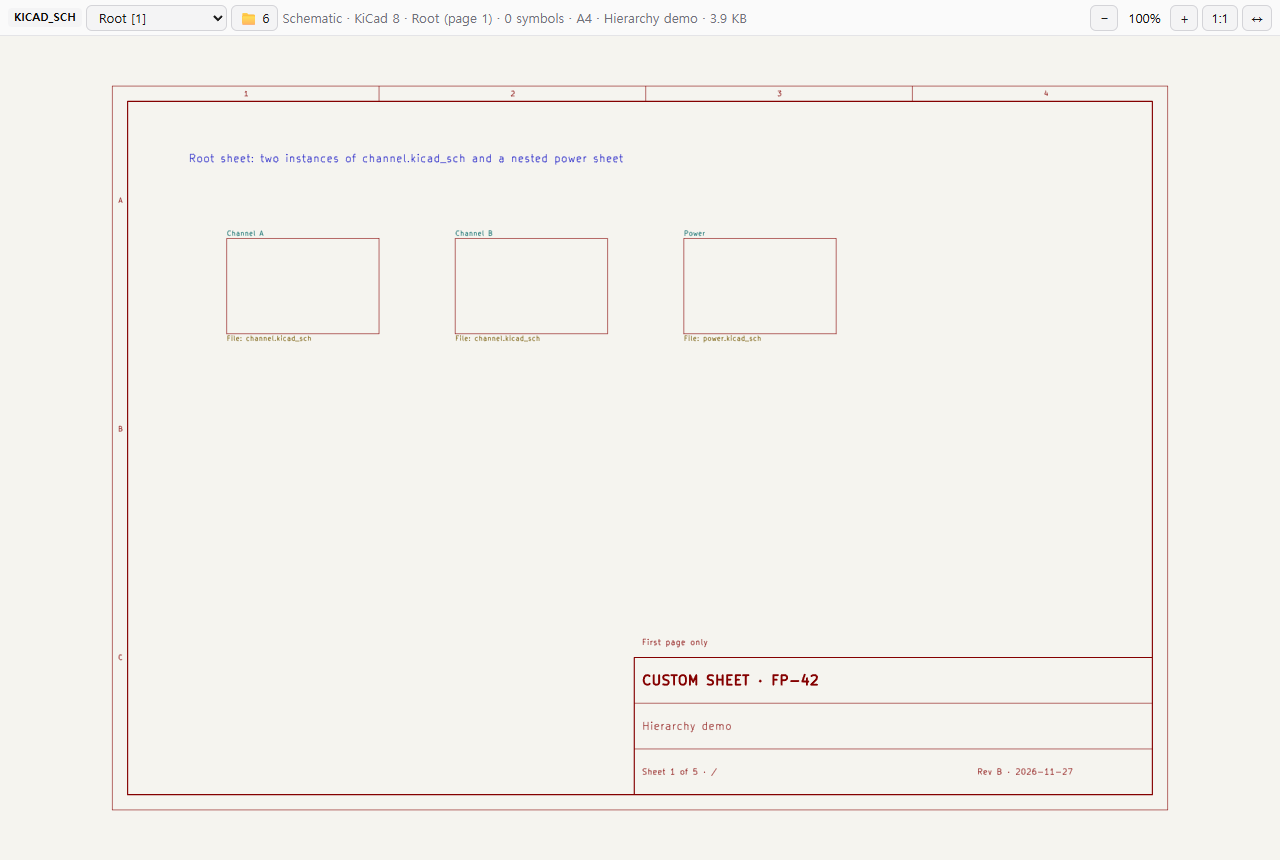 KICAD_SCH Root [1] 6 Schematic · KiCad 8 · Root (page 1) · 0 symbols · A4 · Hierarchy demo · 3.9 KB − 100% + 1:1 ↔
1 2 3 4
Root sheet: two instances of channel.kicad_sch and a nested power sheet
A
Channel A Channel B Power
File: channel.kicad_sch File: channel.kicad_sch File: power.kicad_sch
B
First page only
C
CUSTOM SHEET · FP-42
Hierarchy demo
Sheet 1 of 5 · / Rev B · 2026-11-27